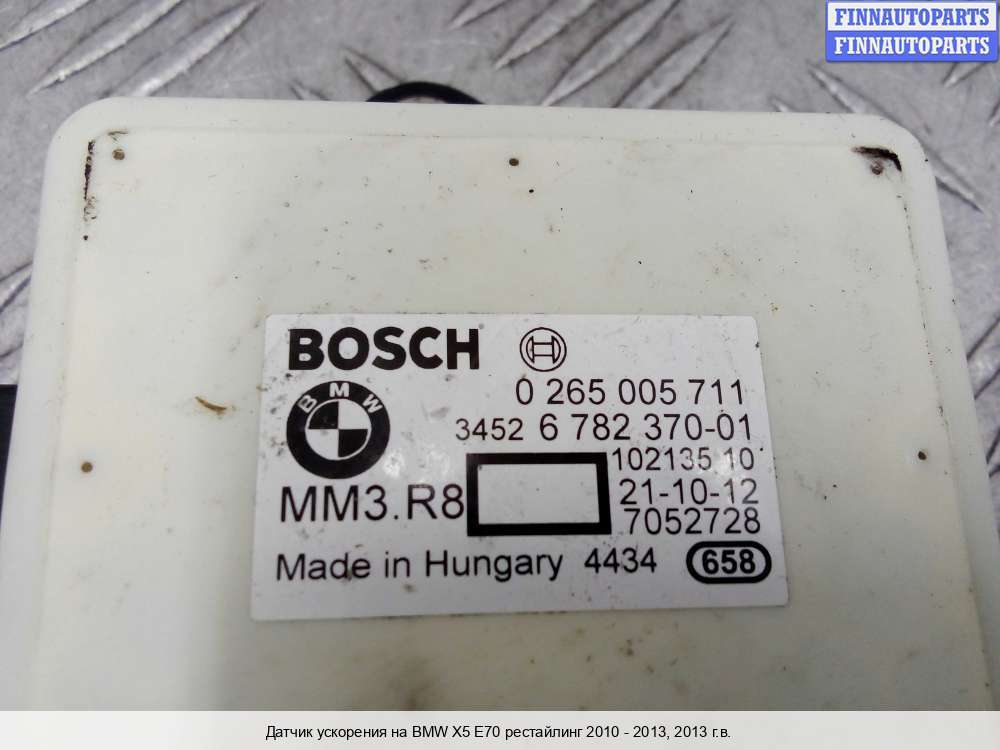 FINNAUTOPARTS
FINNAUTOPARTS
BOSCH
0 265 005 711
BMW
3452 6 782 370-01
102135 10
MM3.R8
21-10-12
7052728
Made in Hungary 4434 658
Датчик ускорения на BMW X5 E70 рестайлинг 2010 - 2013, 2013 г.в.